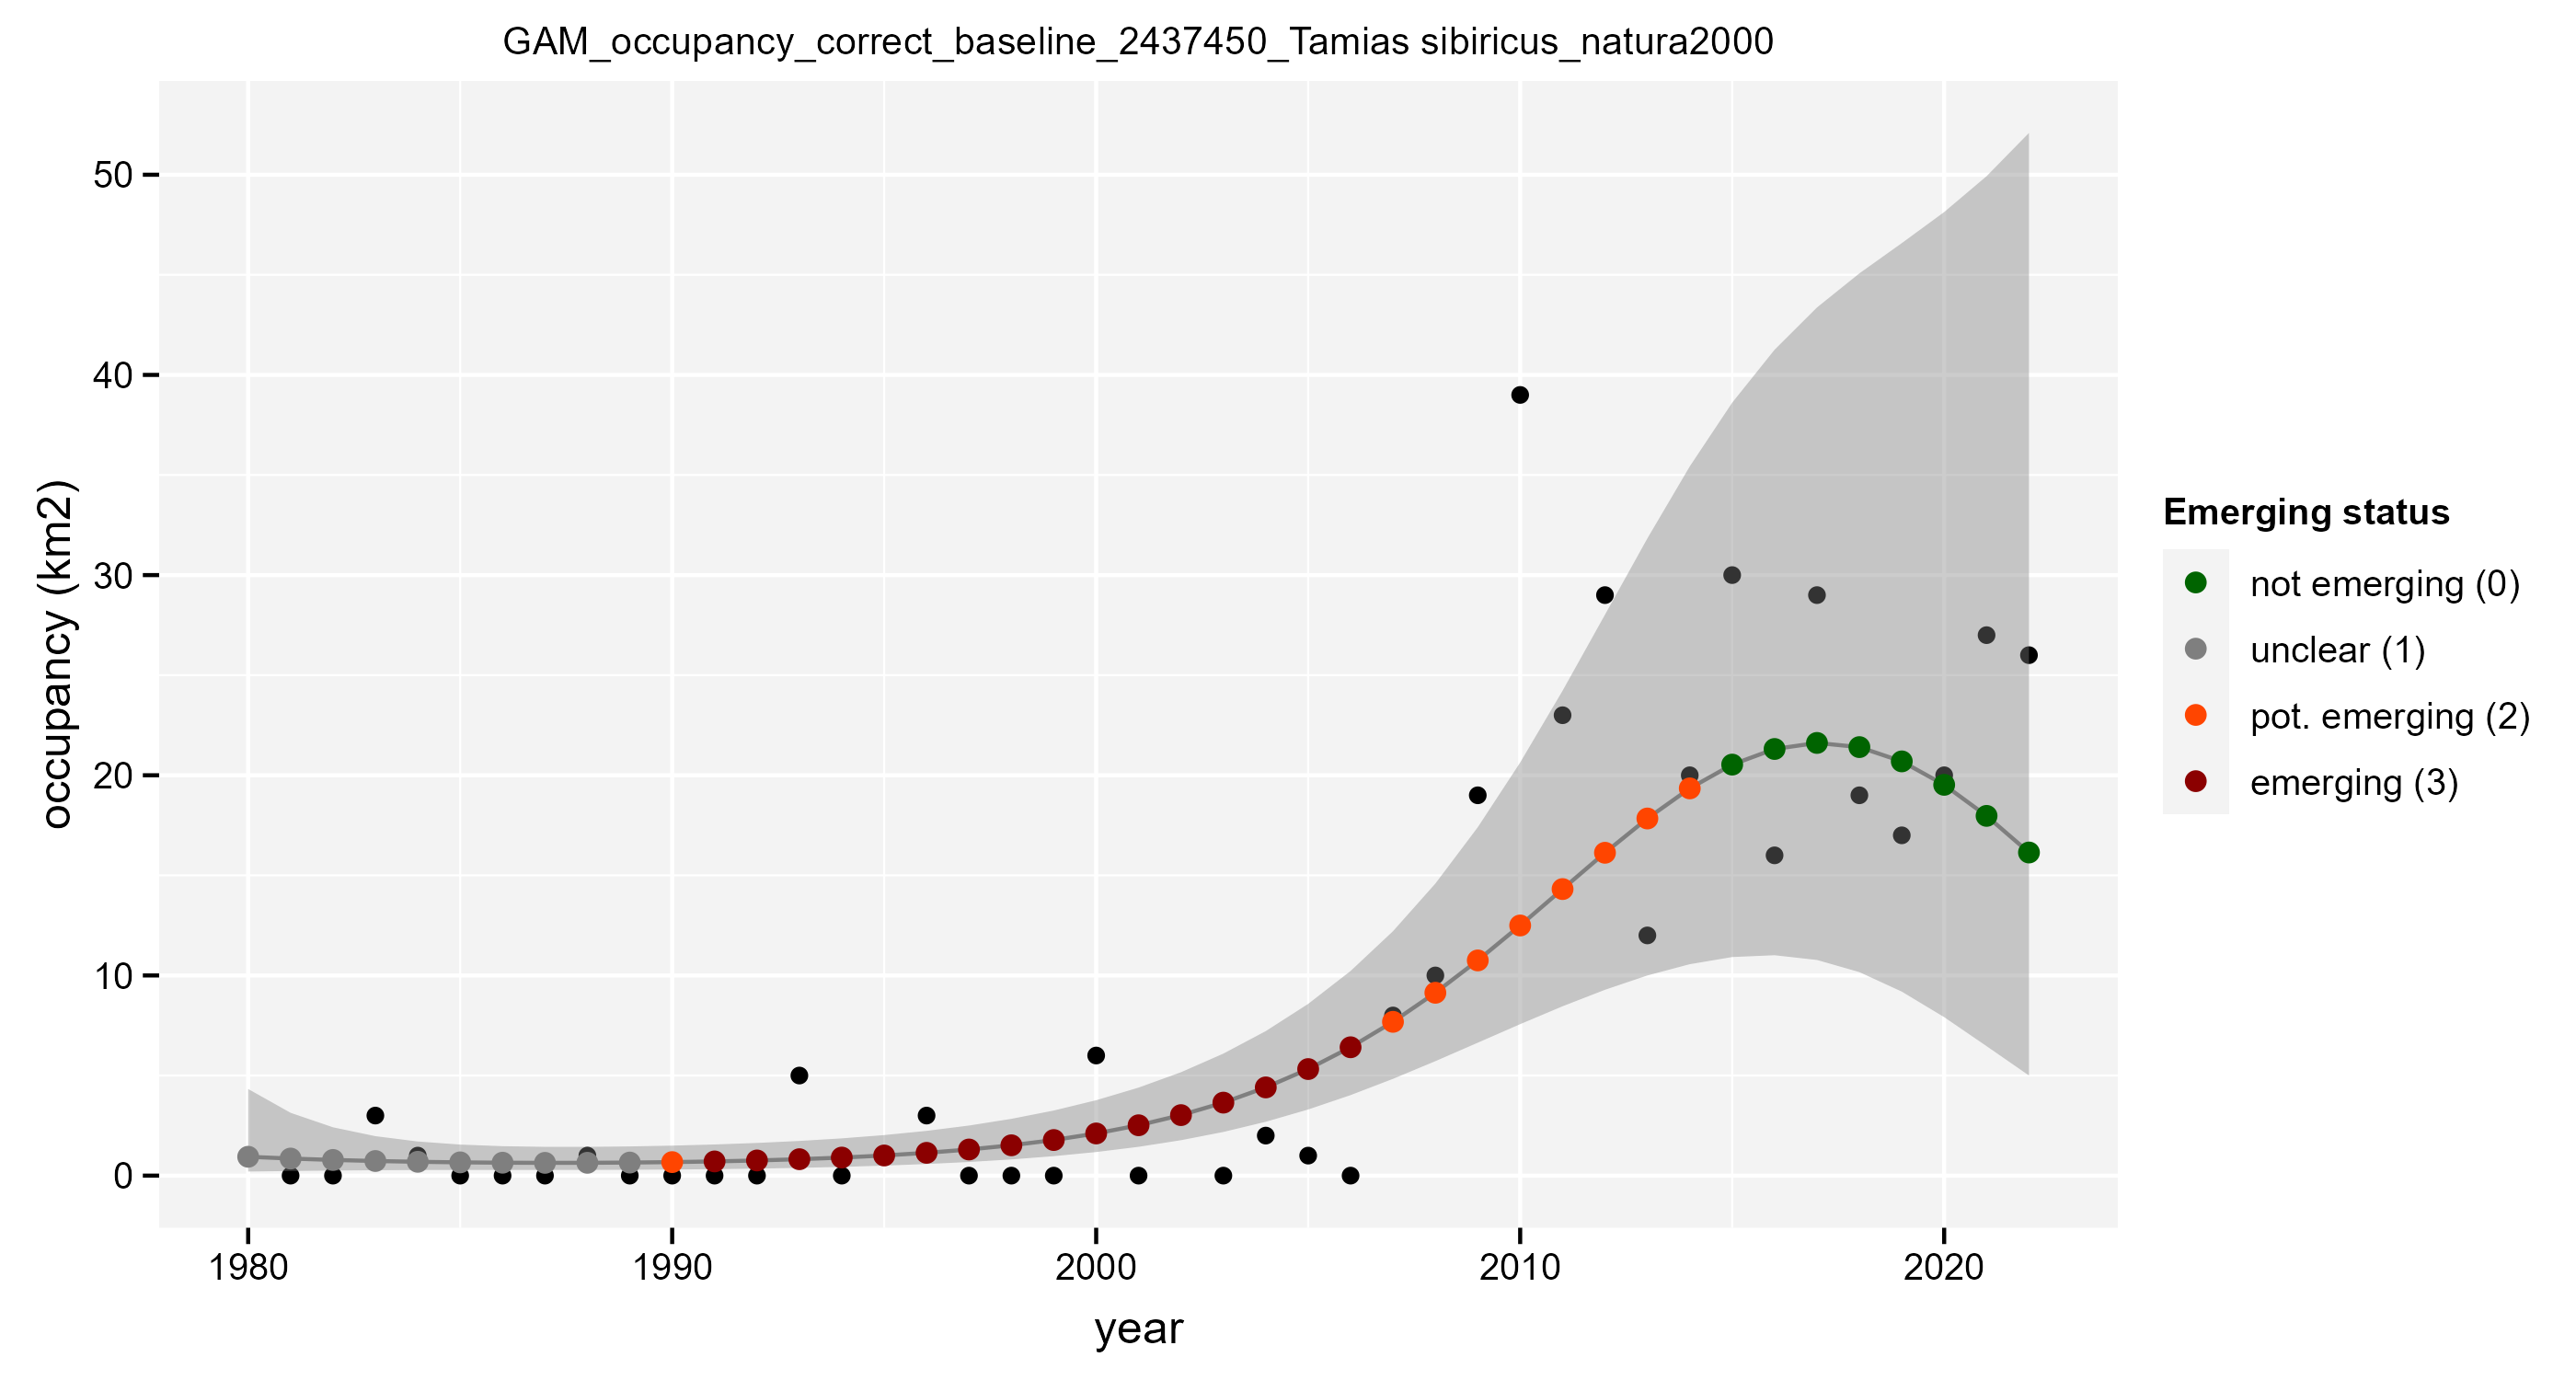 GAM_occupancy_correct_baseline_2437450_Tamias sibiricus_natura2000
occupancy (km2)
50
40
30
20
10
0
1980 1990 2000 2010 2020
year
Emerging status
not emerging (0)
unclear (1)
pot. emerging (2)
emerging (3)